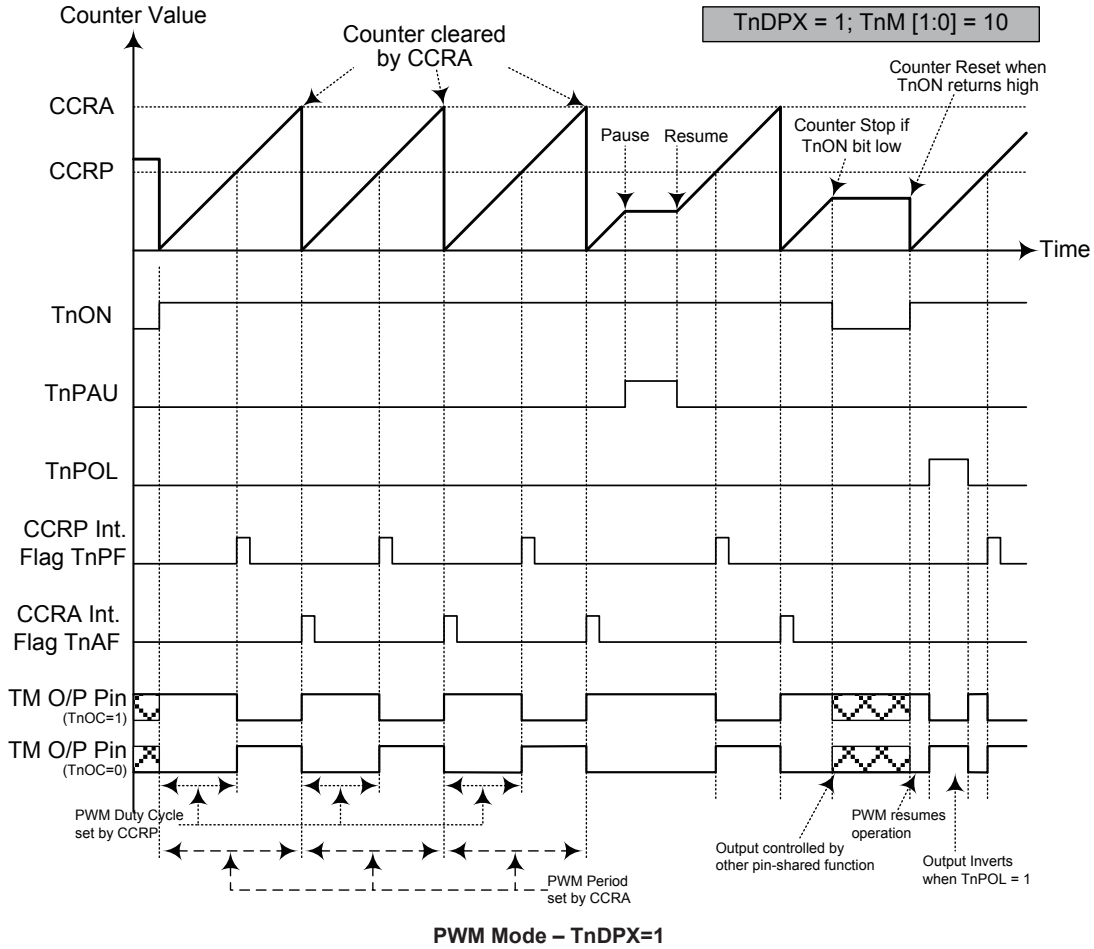 Counter Value
TnDPX = 1; TnM [1:0] = 10
Counter cleared
by CCRA
Counter Reset when
TnON returns high
CCRA
Pause Resume
Counter Stop if
TnON bit low
CCRP
Time
TnON
TnPAU
TnPOL
CCRP Int.
Flag TnPF
CCRA Int.
Flag TnAF
TM O/P Pin
(TnOC=1)
TM O/P Pin
(TnOC=0)
PWM Duty Cycle
set by CCRP
PWM resumes
operation
Output controlled by
other pin-shared function
Output Inverts
when TnPOL = 1
PWM Period
set by CCRA
PWM Mode – TnDPX=1